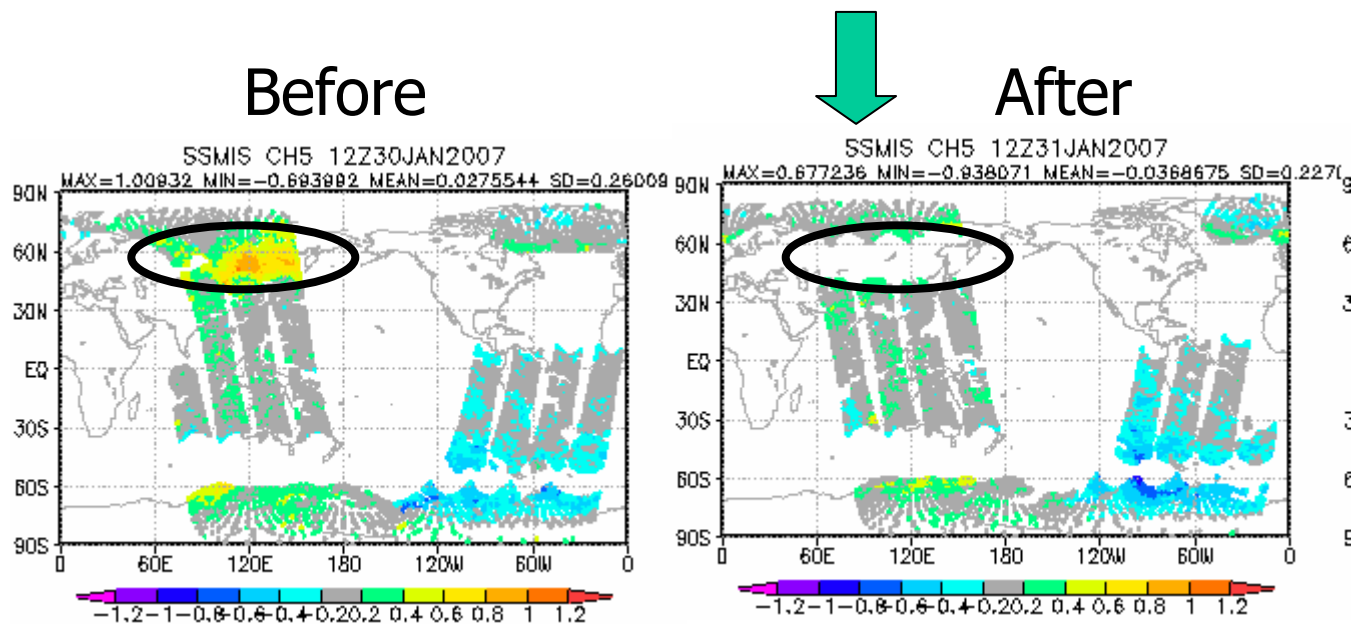 Before
After
SSMIS CH5 12Z30JAN2007
MAX=1.00932 MIN=-0.693992 MEAN=0.0275544 SD=0.26009
90N
60N
30N
EQ
30S
60S
90S
0 60E 120E 180 120W 60W 0
-1.2 -1 -0.8 -0.6 -0.4 -0.2 0.2 0.4 0.6 0.8 1 1.2
SSMIS CH5 12Z31JAN2007
MAX=0.677236 MIN=-0.938071 MEAN=-0.0368675 SD=0.2270
90N
60N
30N
EQ
30S
60S
90S
0 60E 120E 180 120W 60W 0
-1.2 -1 -0.8 -0.6 -0.4 -0.2 0.2 0.4 0.6 0.8 1 1.2